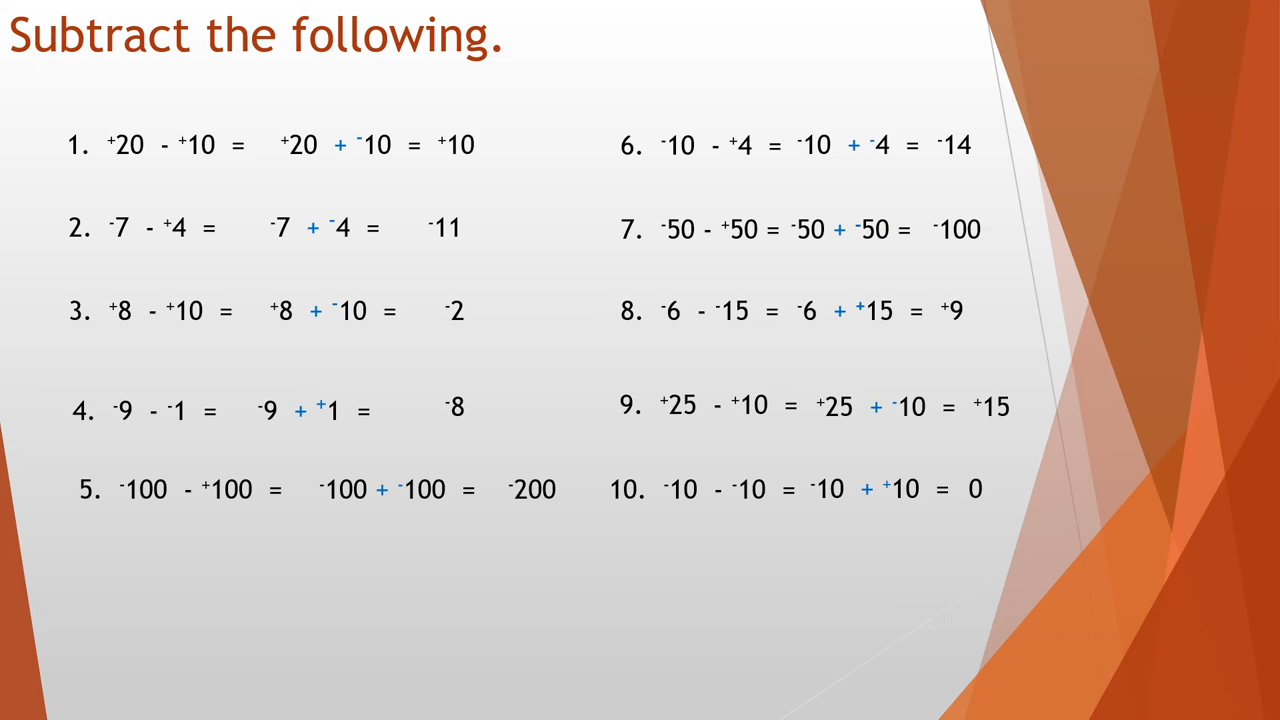 Subtract the following.
1. ⁺20 - ⁺10 = ⁺20 + ⁻10 = ⁺10
2. ⁻7 - ⁺4 = ⁻7 + ⁻4 = ⁻11
3. ⁺8 - ⁺10 = ⁺8 + ⁻10 = ⁻2
4. ⁻9 - ⁻1 = ⁻9 + ⁺1 = ⁻8
5. ⁻100 - ⁺100 = ⁻100 + ⁻100 = ⁻200
6. ⁻10 - ⁺4 = ⁻10 + ⁻4 = ⁻14
7. ⁻50 - ⁺50 = ⁻50 + ⁻50 = ⁻100
8. ⁻6 - ⁻15 = ⁻6 + ⁺15 = ⁺9
9. ⁺25 - ⁺10 = ⁺25 + ⁻10 = ⁺15
10. ⁻10 - ⁻10 = ⁻10 + ⁺10 = 0